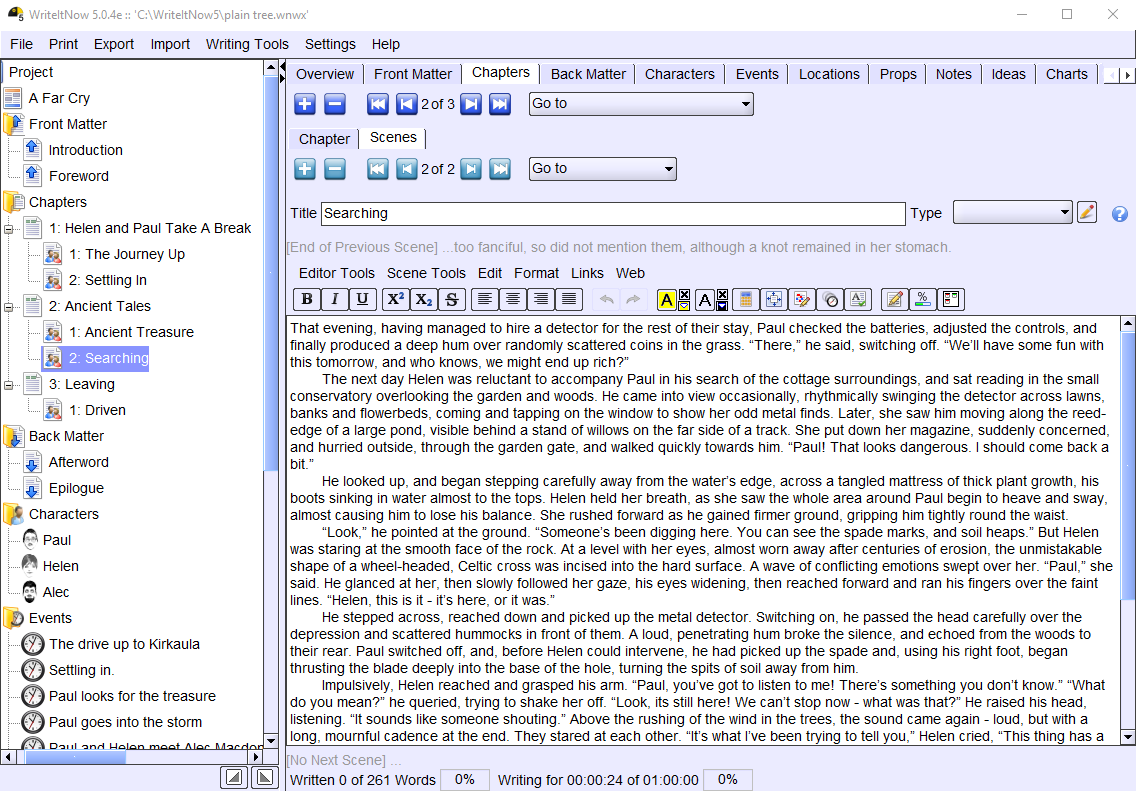 WriteItNow 5.0.4e :: 'C:\WriteItNow5\plain tree.wnwx'
File Print Export Import Writing Tools Settings Help
Project
A Far Cry
Front Matter
Introduction
Foreword
Chapters
1: Helen and Paul Take A Break
1: The Journey Up
2: Settling In
2: Ancient Tales
1: Ancient Treasure
2: Searching
3: Leaving
1: Driven
Back Matter
Afterword
Epilogue
Characters
Paul
Helen
Alec
Events
The drive up to Kirkaula
Settling in.
Paul looks for the treasure
Paul goes into the storm
Paul and Helen meet Alec Macdon
Overview Front Matter Chapters Back Matter Characters Events Locations Props Notes Ideas Charts
2 of 3 Go to
Chapter Scenes
2 of 2 Go to
Title Searching Type
[End of Previous Scene] ...too fanciful, so did not mention them, although a knot remained in her stomach.
Editor Tools Scene Tools Edit Format Links Web
B I U X² X₂ S A A
That evening, having managed to hire a detector for the rest of their stay, Paul checked the batteries, adjusted the controls, and
finally produced a deep hum over randomly scattered coins in the grass. “There,” he said, switching off. “We’ll have some fun with
this tomorrow, and who knows, we might end up rich?”
The next day Helen was reluctant to accompany Paul in his search of the cottage surroundings, and sat reading in the small
conservatory overlooking the garden and woods. He came into view occasionally, rhythmically swinging the detector across lawns,
banks and flowerbeds, coming and tapping on the window to show her odd metal finds. Later, she saw him moving along the reed-
edge of a large pond, visible behind a stand of willows on the far side of a track. She put down her magazine, suddenly concerned,
and hurried outside, through the garden gate, and walked quickly towards him. “Paul! That looks dangerous. I should come back a
bit.”
He looked up, and began stepping carefully away from the water’s edge, across a tangled mattress of thick plant growth, his
boots sinking in water almost to the tops. Helen held her breath, as she saw the whole area around Paul begin to heave and sway,
almost causing him to lose his balance. She rushed forward as he gained firmer ground, gripping him tightly round the waist.
“Look,” he pointed at the ground. “Someone’s been digging here. You can see the spade marks, and soil heaps.” But Helen
was staring at the smooth face of the rock. At a level with her eyes, almost worn away after centuries of erosion, the unmistakable
shape of a wheel-headed, Celtic cross was incised into the hard surface. A wave of conflicting emotions swept over her. “Paul,” she
said. He glanced at her, then slowly followed her gaze, his eyes widening, then reached forward and ran his fingers over the faint
lines. “Helen, this is it - it’s here, or it was.”
He stepped across, reached down and picked up the metal detector. Switching on, he passed the head carefully over the
depression and scattered hummocks in front of them. A loud, penetrating hum broke the silence, and echoed from the woods to
their rear. Paul switched off, and, before Helen could intervene, he had picked up the spade and, using his right foot, began
thrusting the blade deeply into the base of the hole, turning the spits of soil away from him.
Impulsively, Helen reached and grasped his arm. “Paul, you’ve got to listen to me! There’s something you don’t know.” “What
do you mean?” he queried, trying to shake her off. “Look, its still here! We can’t stop now - what was that?” He raised his head,
listening. “It sounds like someone shouting.” Above the rushing of the wind in the trees, the sound came again - loud, but with a
long, mournful cadence at the end. They stared at each other. “It’s what I’ve been trying to tell you,” Helen cried, “This thing has a
[No Next Scene] ...
Written 0 of 261 Words 0% Writing for 00:00:24 of 01:00:00 0%